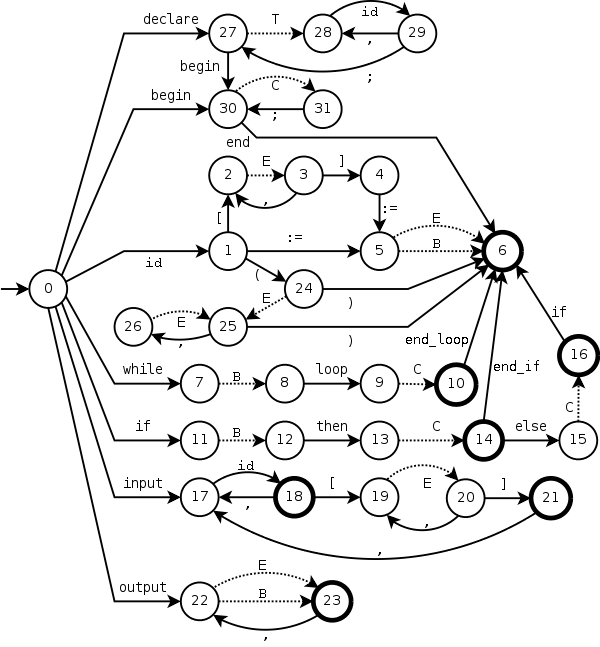 declare
27
T
28
id
,
29
;
begin
begin
30
C
;
31
end
2
E
,
3
]
4
[
:=
id
1
:=
5
E
B
6
(
24
)
0
26
E
,
25
E
)
end_loop
end_if
if
while
7
B
8
loop
9
C
10
16
C
if
11
B
12
then
13
C
14
else
15
input
17
id
,
18
[
19
E
,
20
]
21
,
output
22
E
B
23
,